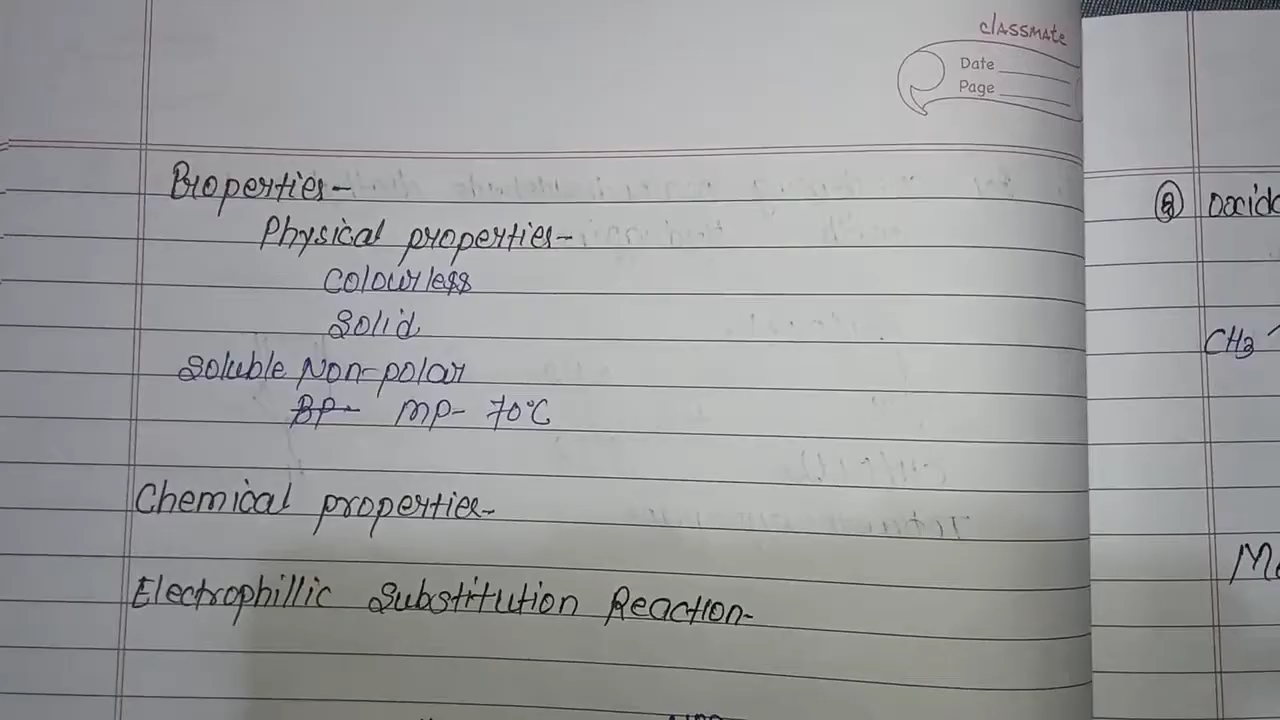 classmate
Date
Page
Properties-
Physical properties-
Colourless
Solid
Soluble Non-polar
BP- MP- 70°C
Chemical properties-
Electrophillic Substitution Reaction-
CH3